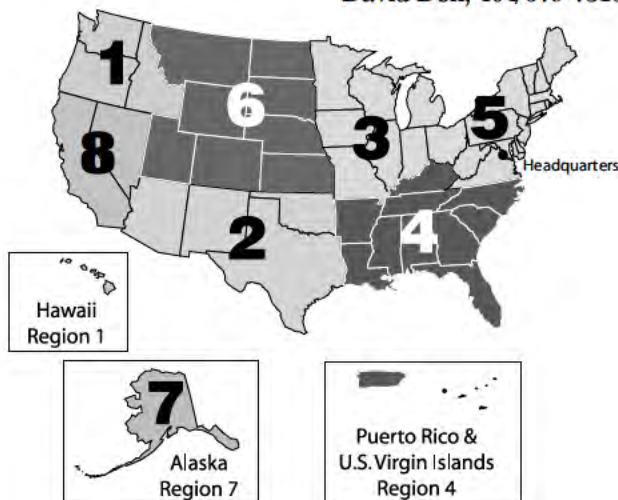 1
6
3
5
8
Headquarters
2
4
Hawaii
Region 1
7
Alaska
Region 7
Puerto Rico &
U.S. Virgin Islands
Region 4